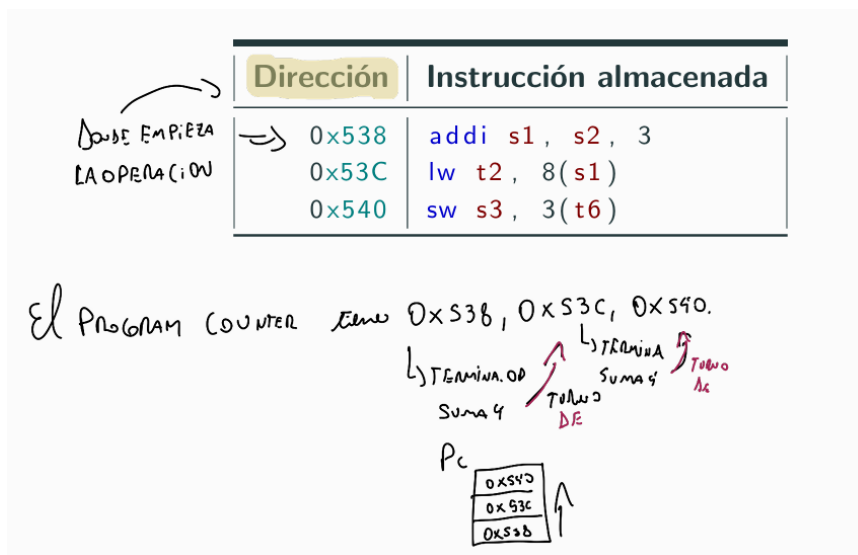 Dirección Instrucción almacenada
DONDE EMPIEZA
LA OPERACION
0x538 addi s1, s2, 3
0x53C lw t2, 8(s1)
0x540 sw s3, 3(t6)
El PROGRAM COUNTER tiene 0x538, 0x53C, 0x540.
TERMINA OP
SUMA 4
TURNO
DE
TERMINA
SUMA 4
TURNO
DE
PC
0x540
0x53C
0x538